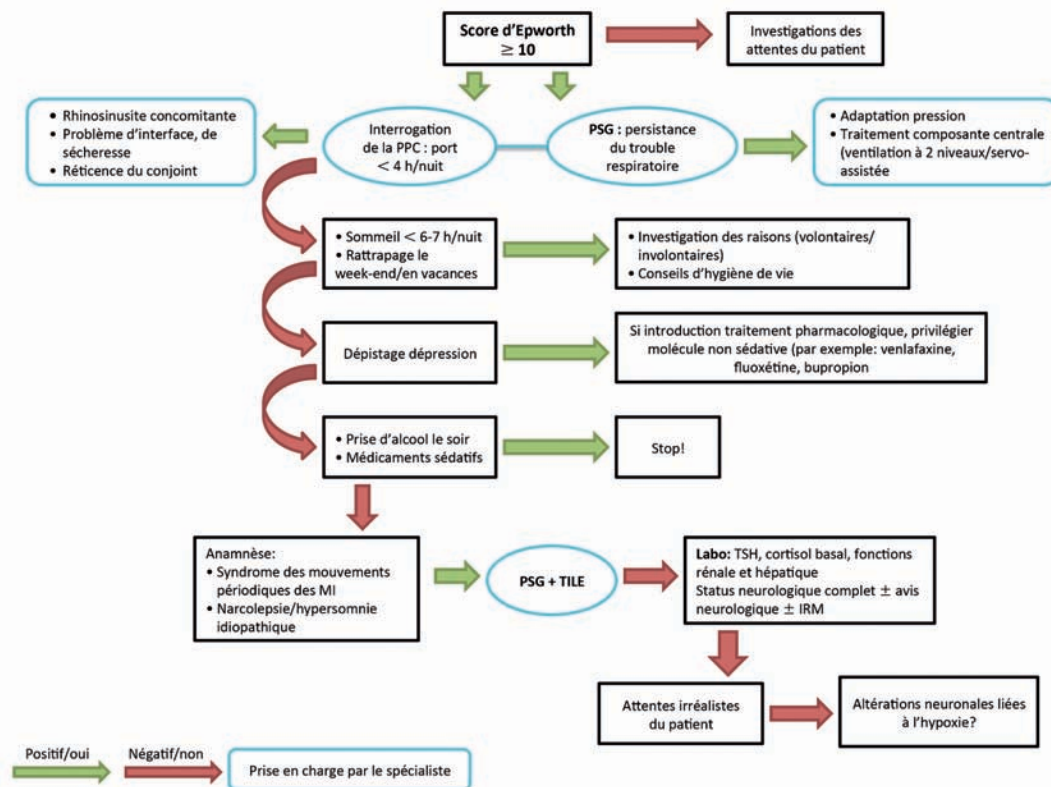 Score d'Epworth
≥ 10
Investigations des
attentes du patient
• Rhinosinusite concomitante
• Problème d'interface, de
sécheresse
• Réticence du conjoint
Interrogation
de la PPC : port
< 4 h/nuit
PSG : persistance
du trouble
respiratoire
• Adaptation pression
• Traitement composante centrale
(ventilation à 2 niveaux/servo-
assistée
• Sommeil < 6-7 h/nuit
• Rattrapage le
week-end/en vacances
• Investigation des raisons (volontaires/
involontaires)
• Conseils d'hygiène de vie
Dépistage dépression
Si introduction traitement pharmacologique, privilégier
molécule non sédative (par exemple: venlafaxine,
fluoxétine, bupropion
• Prise d'alcool le soir
• Médicaments sédatifs
Stop!
Anamnèse:
• Syndrome des mouvements
périodiques des MI
• Narcolepsie/hypersomnie
idiopathique
PSG + TILE
Labo: TSH, cortisol basal, fonctions
rénale et hépatique
Status neurologique complet ± avis
neurologique ± IRM
Attentes irréalistes
du patient
Altérations neuronales liées
à l'hypoxie?
Positif/oui
Négatif/non
Prise en charge par le spécialiste